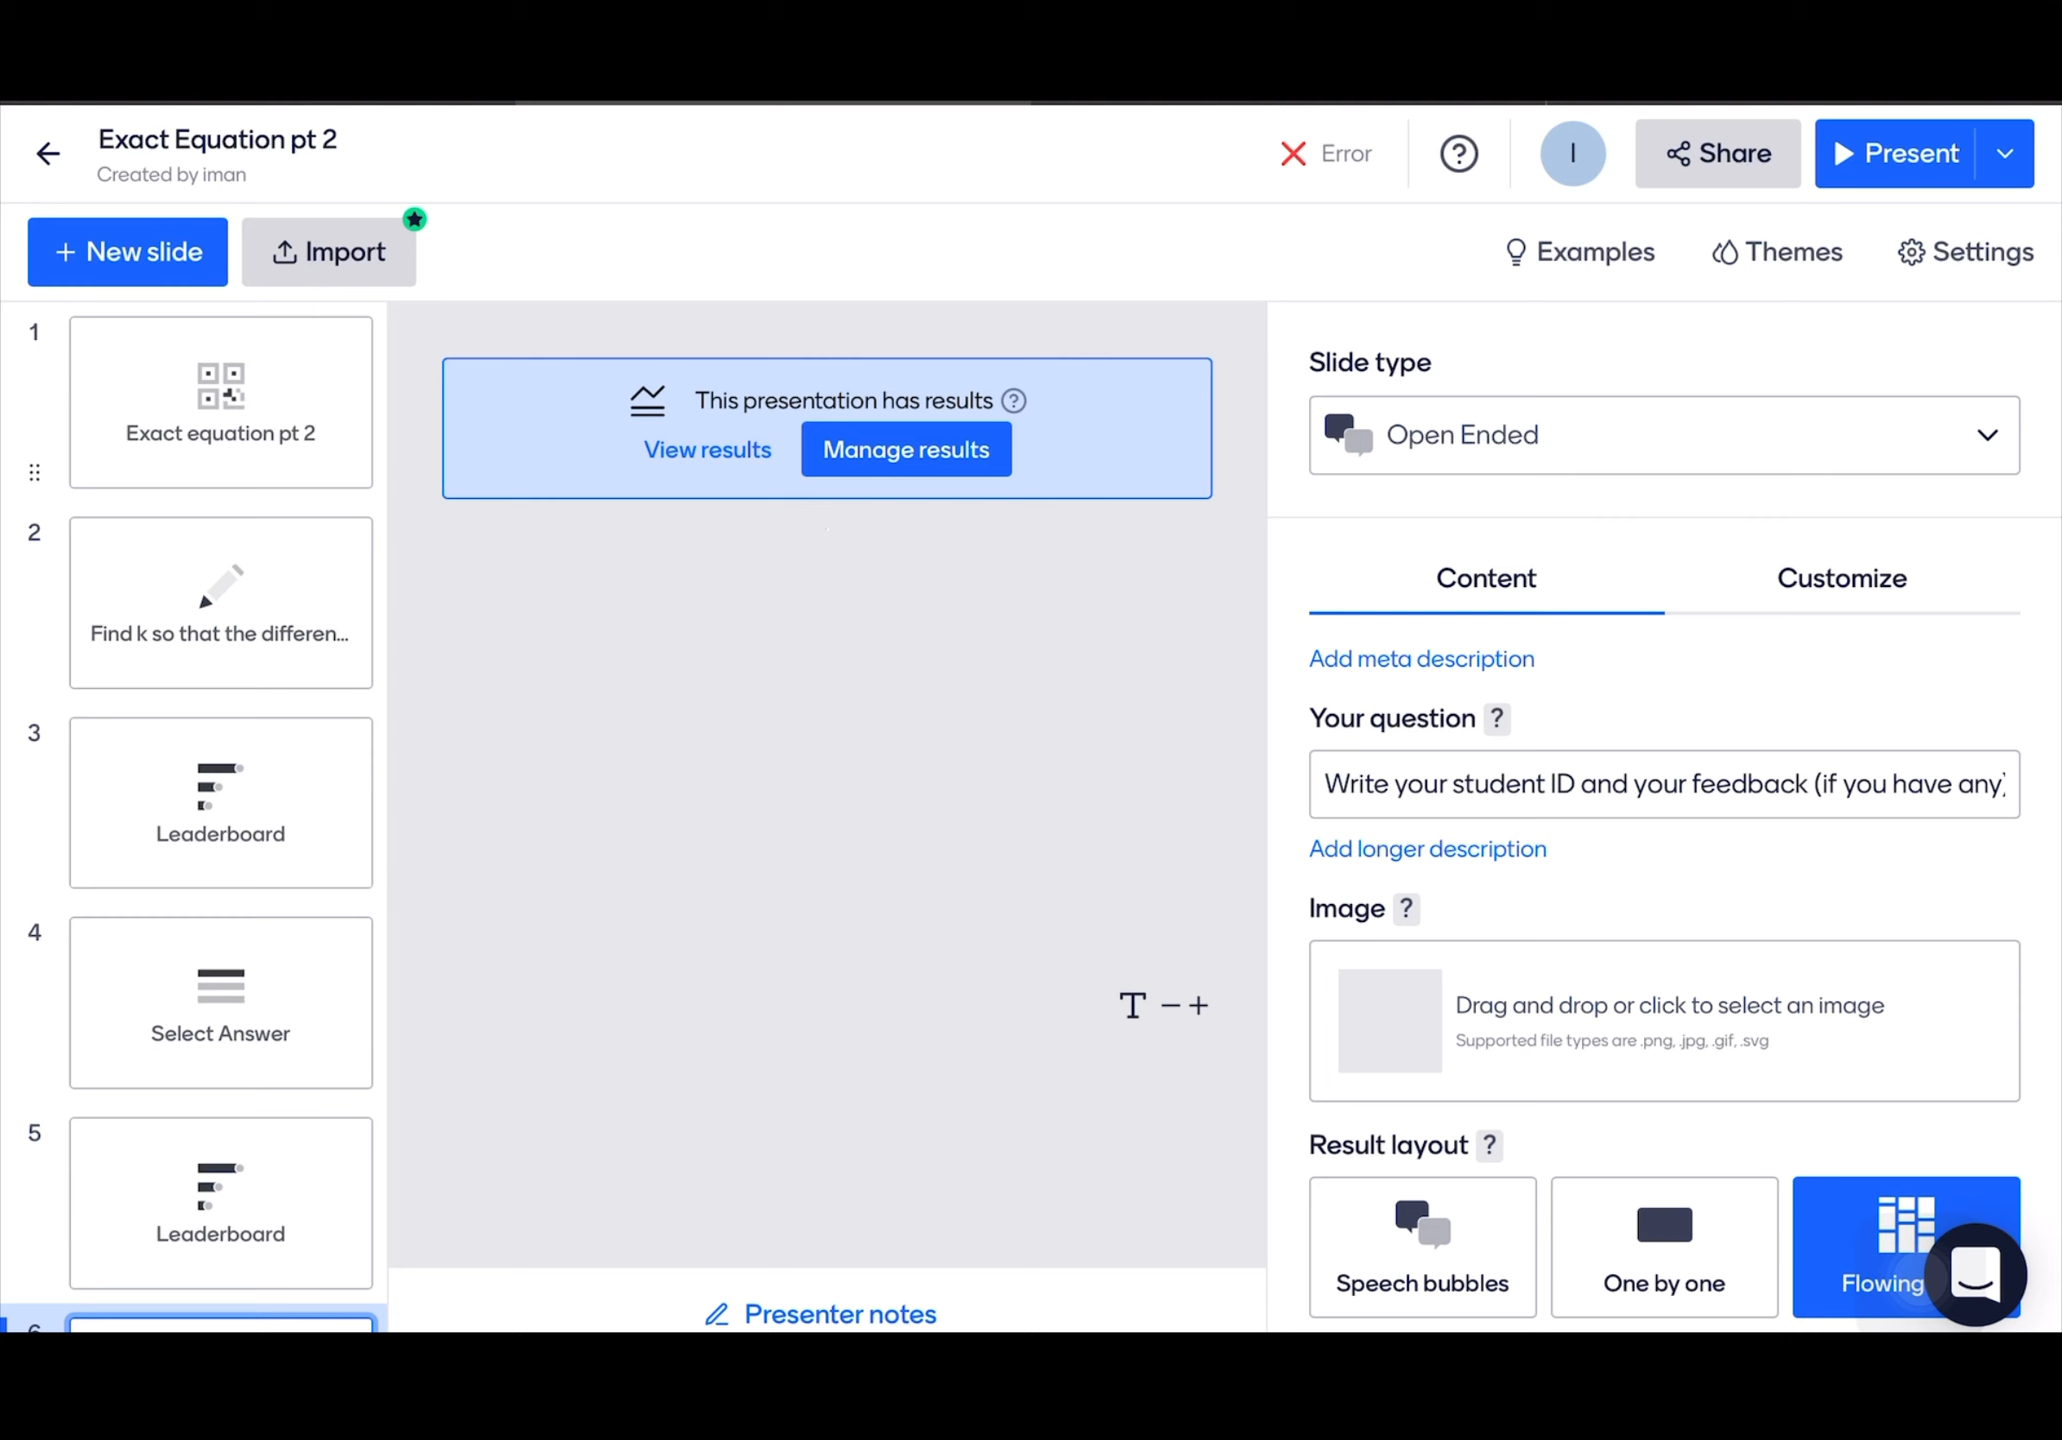 Exact Equation pt 2
Created by iman
Error
I
Share
Present
New slide
Import
Examples
Themes
Settings
1
Exact equation pt 2
2
Find k so that the differen...
3
Leaderboard
4
Select Answer
5
Leaderboard
This presentation has results
View results
Manage results
T − +
Presenter notes
Slide type
Open Ended
Content
Customize
Add meta description
Your question ?
Write your student ID and your feedback (if you have any)
Add longer description
Image ?
Drag and drop or click to select an image
Supported file types are .png, .jpg, .gif, .svg
Result layout ?
Speech bubbles
One by one
Flowing